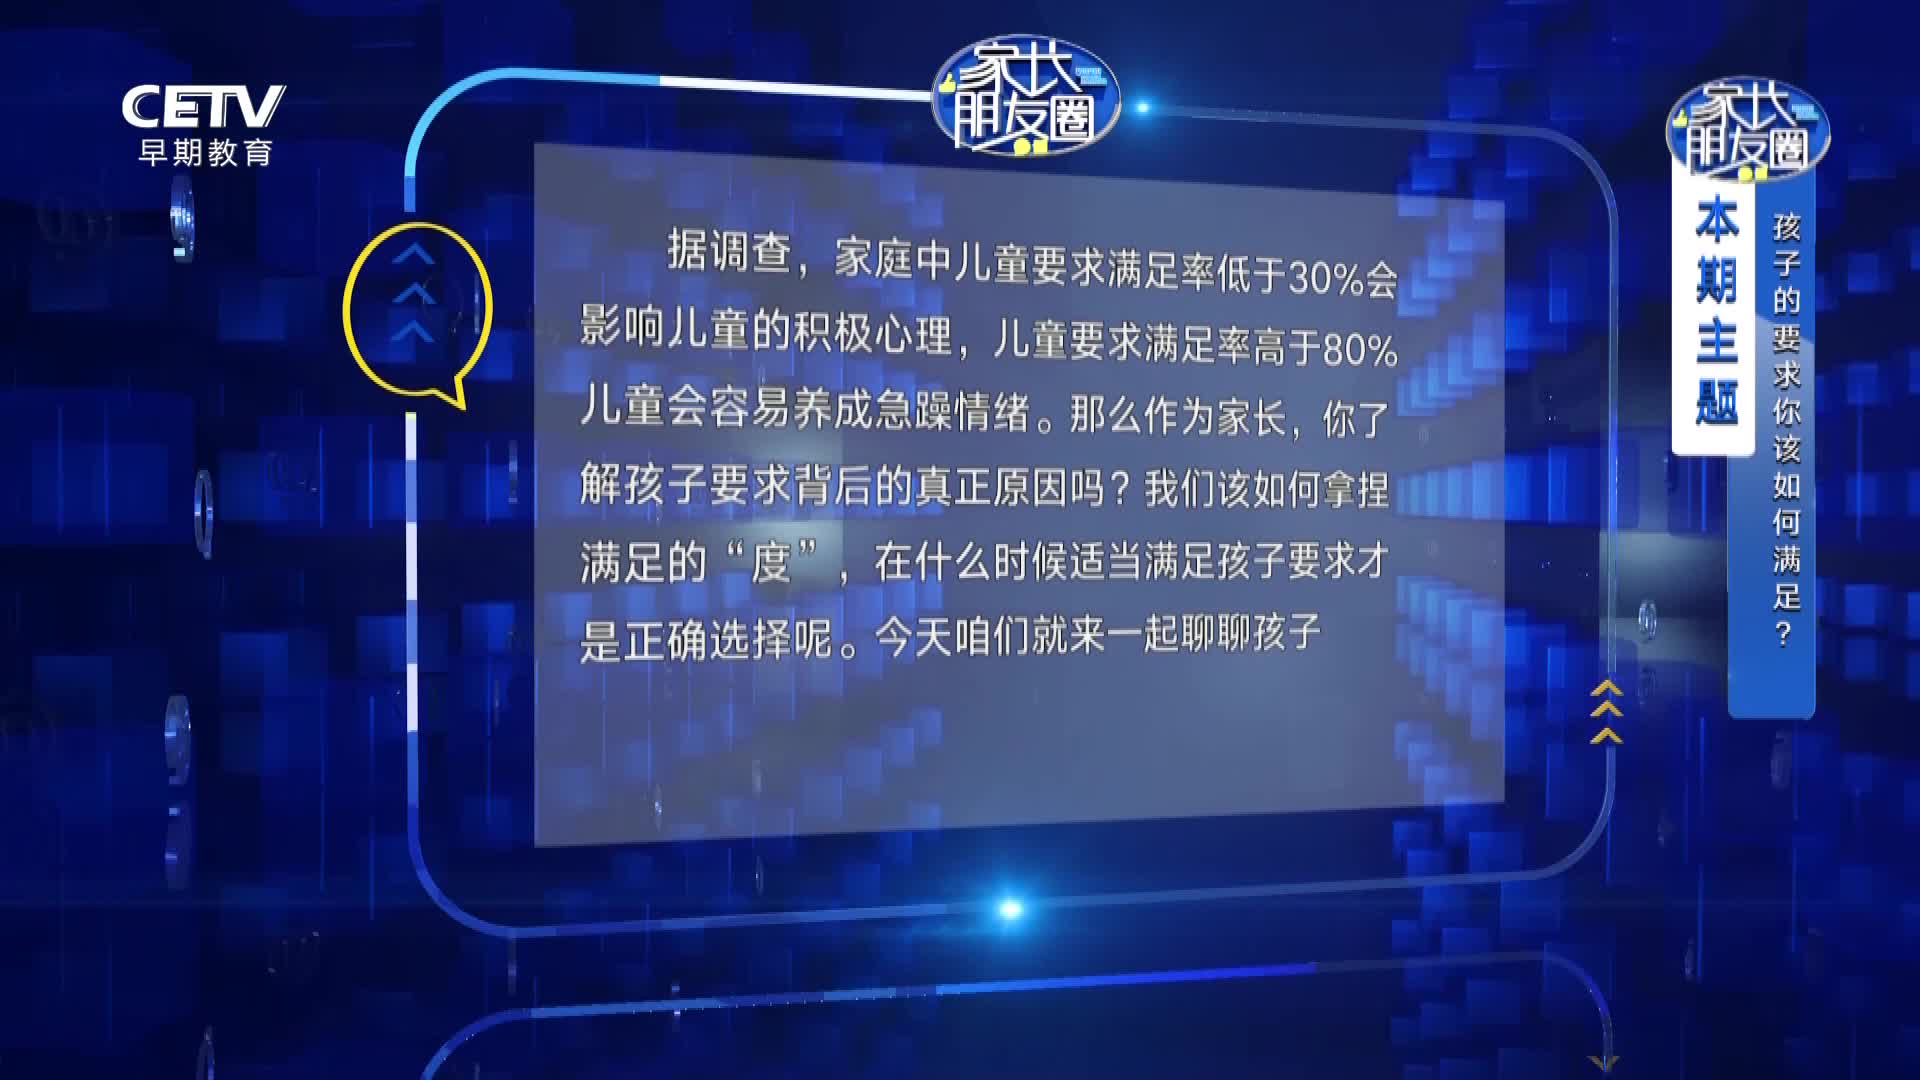 CETV
早期教育
家长
朋友圈
据调查，家庭中儿童要求满足率低于30%会
影响儿童的积极心理，儿童要求满足率高于80%
儿童会容易养成急躁情绪。那么作为家长，你了
解孩子要求背后的真正原因吗？我们该如何拿捏
满足的“度”，在什么时候适当满足孩子要求才
是正确选择呢。今天咱们就来一起聊聊孩子
家长
朋友圈
本期主题
孩子的要求你该如何满足？